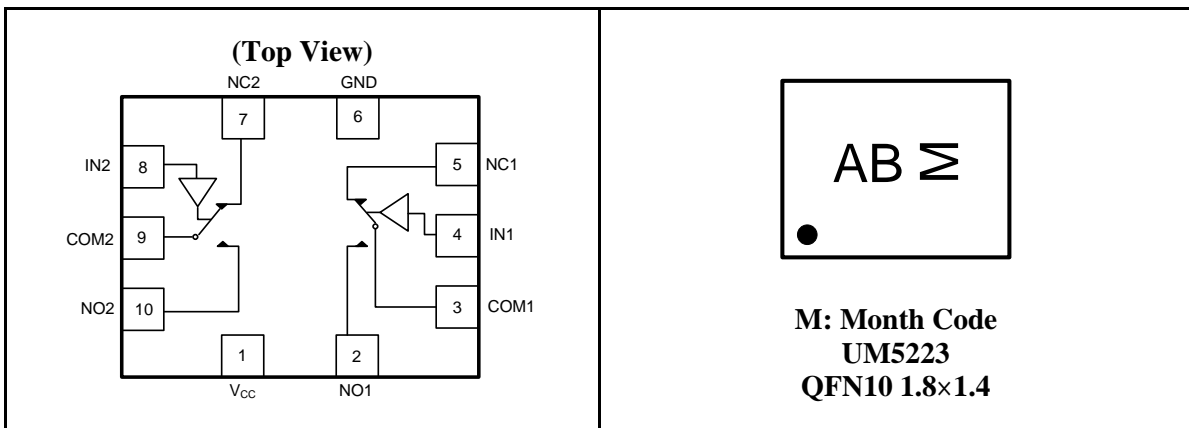 (Top View)
NC2 GND
7 6
IN2 8 5 NC1
COM2 9 4 IN1
NO2 10 3 COM1
1 2
VCC NO1
AB M
M: Month Code
UM5223
QFN10 1.8×1.4